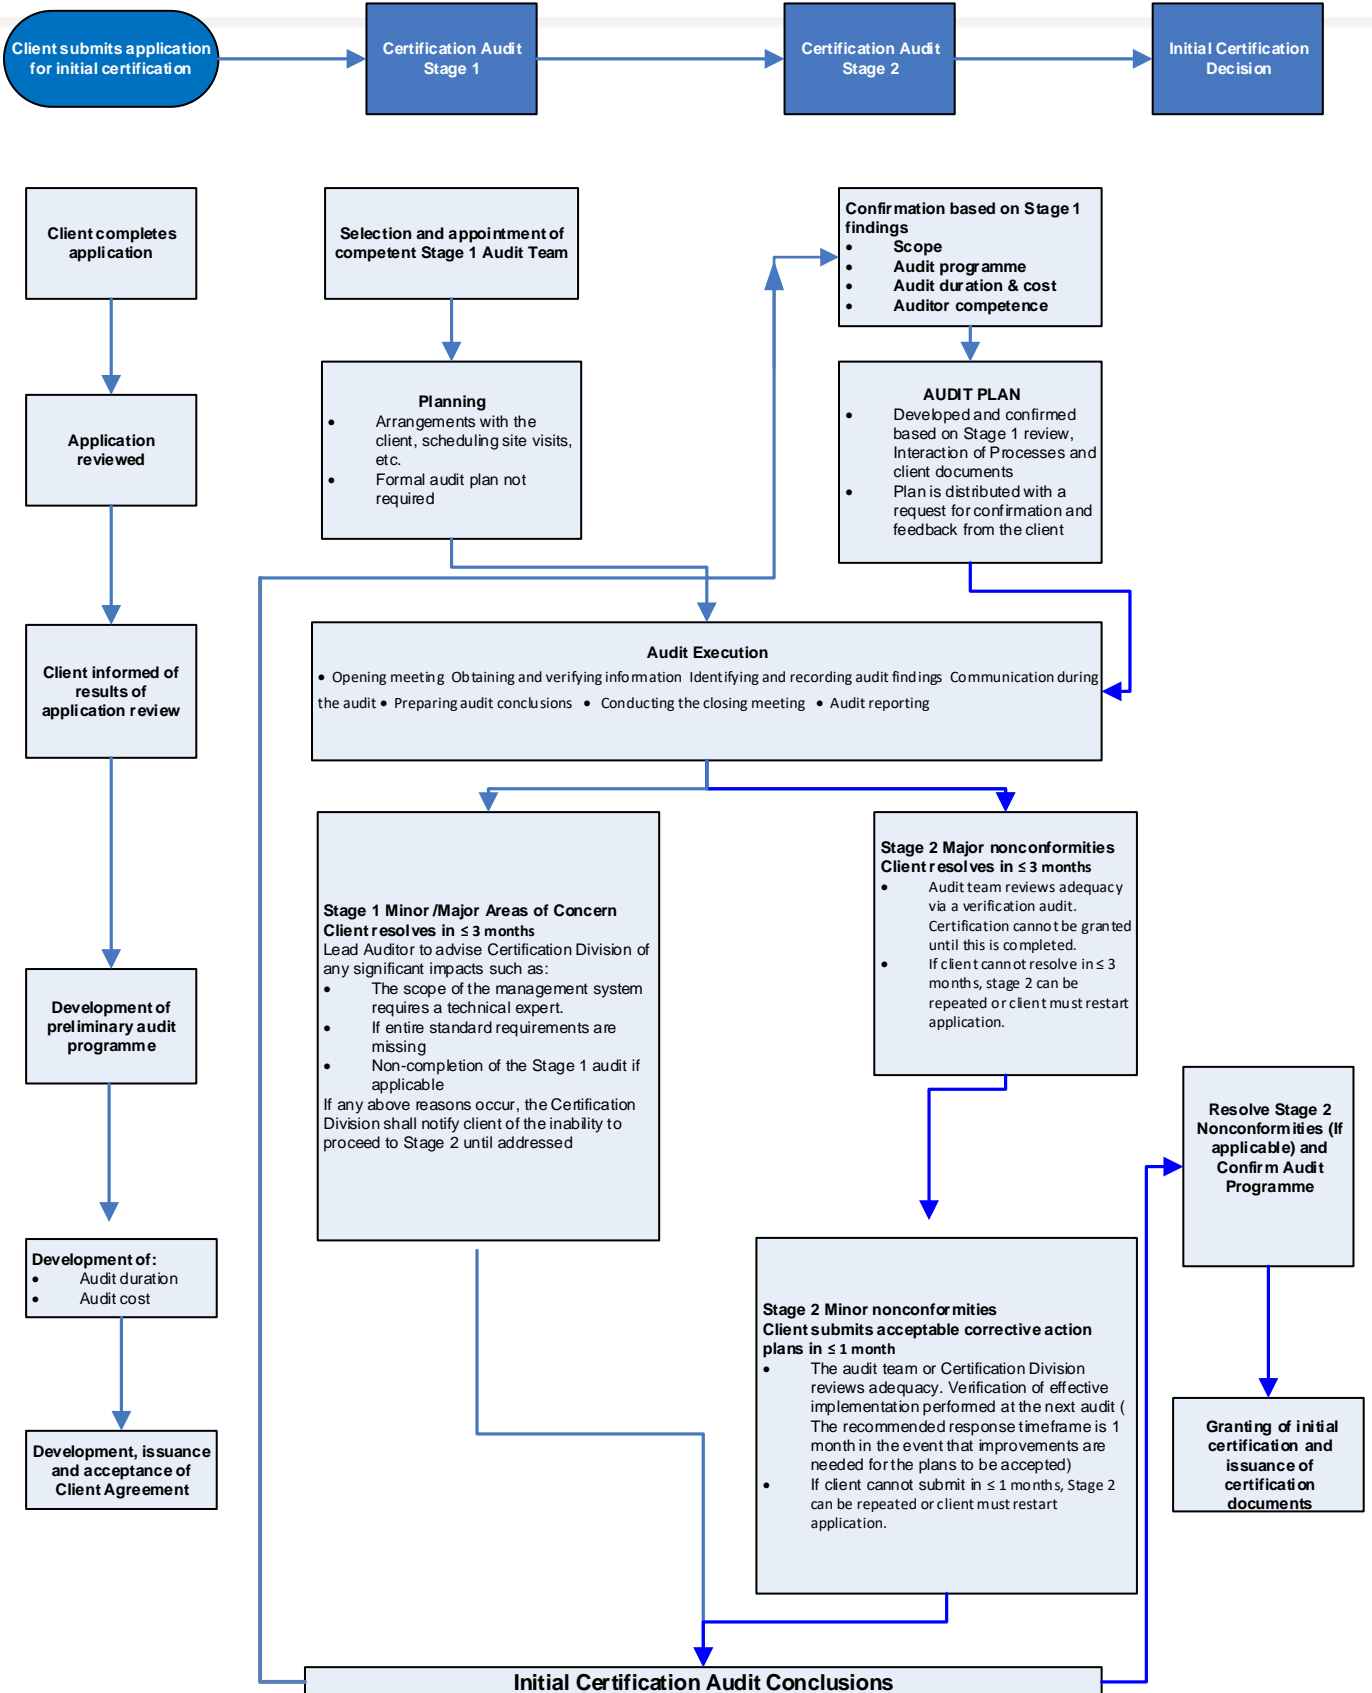 Client submits application
for initial certification
Certification Audit
Stage 1
Certification Audit
Stage 2
Initial Certification
Decision
Client completes
application
Application
reviewed
Client informed of
results of
application review
Development of
preliminary audit
programme
Development of:
• Audit duration
• Audit cost
Development, issuance
and acceptance of
Client Agreement
Selection and appointment of
competent Stage 1 Audit Team
Planning
• Arrangements with the
client, scheduling site visits,
etc.
• Formal audit plan not
required
Confirmation based on Stage 1
findings
• Scope
• Audit programme
• Audit duration & cost
• Auditor competence
AUDIT PLAN
• Developed and confirmed
based on Stage 1 review,
Interaction of Processes and
client documents
• Plan is distributed with a
request for confirmation and
feedback from the client
Audit Execution
• Opening meeting Obtaining and verifying information Identifying and recording audit findings Communication during
the audit • Preparing audit conclusions • Conducting the closing meeting • Audit reporting
Stage 1 Minor /Major Areas of Concern
Client resolves in ≤ 3 months
Lead Auditor to advise Certification Division of
any significant impacts such as:
• The scope of the management system
requires a technical expert.
• If entire standard requirements are
missing
• Non-completion of the Stage 1 audit if
applicable
If any above reasons occur, the Certification
Division shall notify client of the inability to
proceed to Stage 2 until addressed
Stage 2 Major nonconformities
Client resolves in ≤ 3 months
• Audit team reviews adequacy
via a verification audit.
Certification cannot be granted
until this is completed.
• If client cannot resolve in ≤ 3
months, stage 2 can be
repeated or client must restart
application.
Stage 2 Minor nonconformities
Client submits acceptable corrective action
plans in ≤ 1 month
• The audit team or Certification Division
reviews adequacy. Verification of effective
implementation performed at the next audit (
The recommended response timeframe is 1
month in the event that improvements are
needed for the plans to be accepted)
• If client cannot submit in ≤ 1 months, Stage 2
can be repeated or client must restart
application.
Resolve Stage 2
Nonconformities (If
applicable) and
Confirm Audit
Programme
Granting of initial
certification and
issuance of
certification
documents
Initial Certification Audit Conclusions